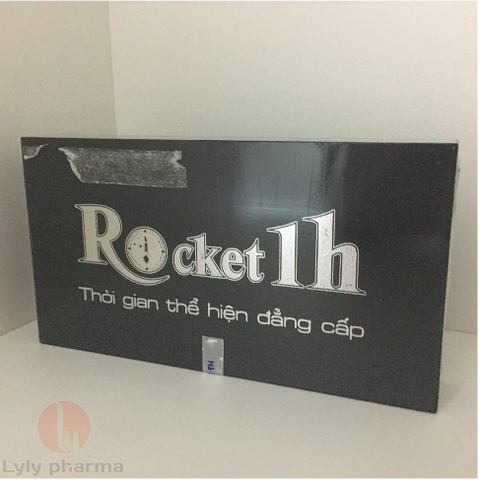 Rocket 1h
Thời gian thể hiện đẳng cấp
Lyly pharma